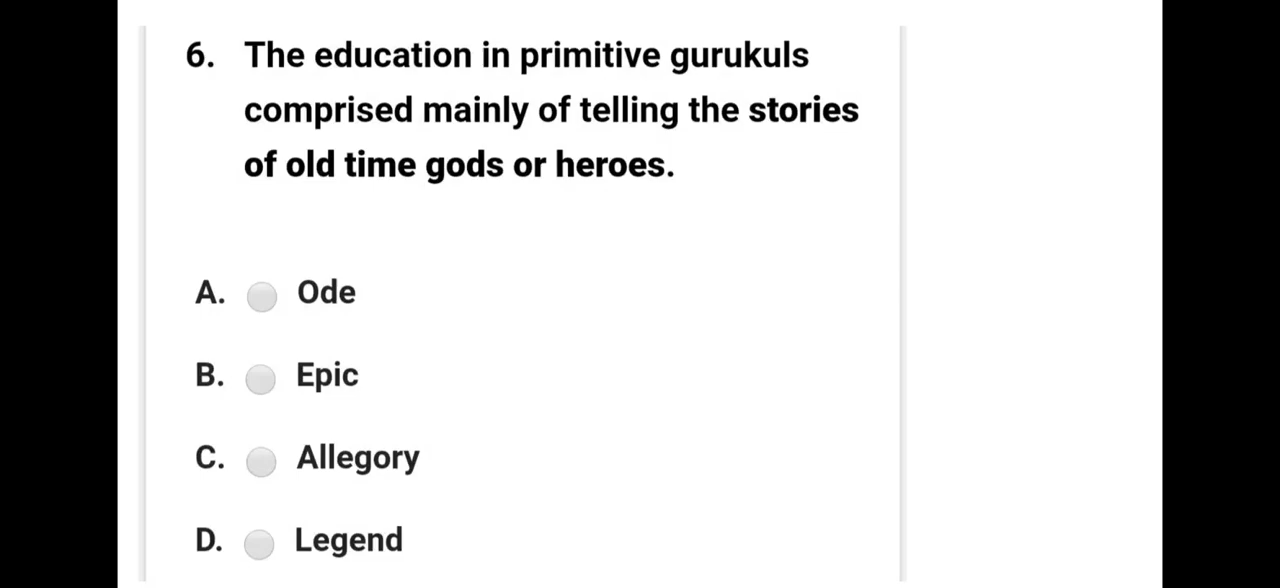 6. The education in primitive gurukuls
comprised mainly of telling the stories
of old time gods or heroes.
A. Ode
B. Epic
C. Allegory
D. Legend